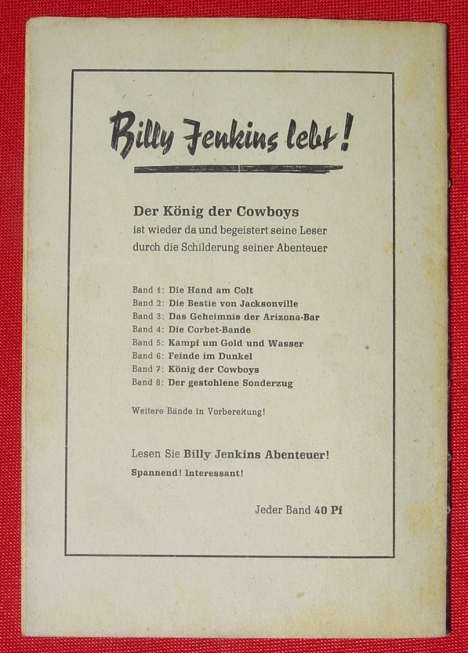 Billy Jenkins lebt!
Der König der Cowboys
ist wieder da und begeistert seine Leser
durch die Schilderung seiner Abenteuer
Band 1: Die Hand am Colt
Band 2: Die Bestie von Jacksonville
Band 3: Das Geheimnis der Arizona-Bar
Band 4: Die Corbet-Bande
Band 5: Kampf um Gold und Wasser
Band 6: Feinde im Dunkel
Band 7: König der Cowboys
Band 8: Der gestohlene Sonderzug
Weitere Bände in Vorbereitung!
Lesen Sie Billy Jenkins Abenteuer!
Spannend! Interessant!
Jeder Band 40 Pf